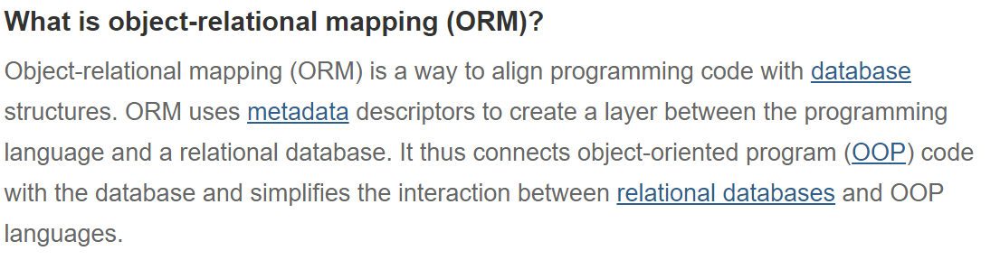 What is object-relational mapping (ORM)?
Object-relational mapping (ORM) is a way to align programming code with database
structures. ORM uses metadata descriptors to create a layer between the programming
language and a relational database. It thus connects object-oriented program (OOP) code
with the database and simplifies the interaction between relational databases and OOP
languages.